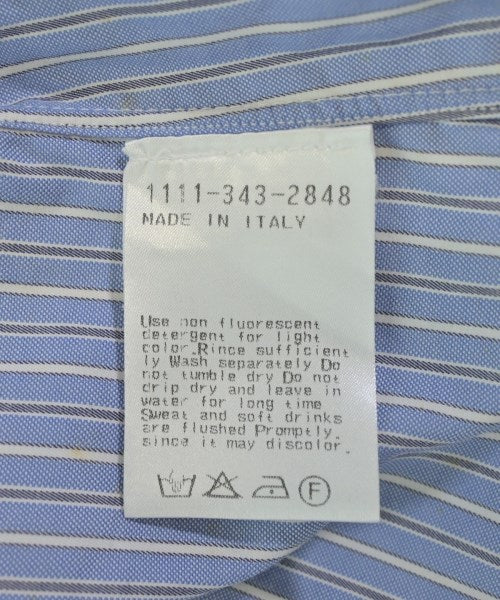 1111-343-2848
MADE IN ITALY
Use non fluorescent
detergent for light
color.Rince sufficient
ly Wash separately Do
not tumble dry Do not
drip dry and leave in
water for long time
Sweat and soft drinks
are flushed Promptly.
since it may discolor.
F